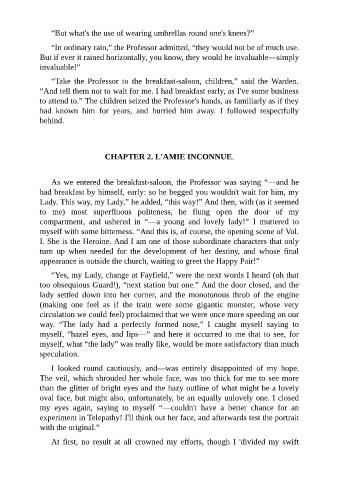 “But what's the use of wearing umbrellas round one's knees?”
“In ordinary rain,” the Professor admitted, “they would not be of much use.
But if ever it rained horizontally, you know, they would be invaluable—simply
invaluable!”
“Take the Professor to the breakfast-saloon, children,” said the Warden.
“And tell them not to wait for me. I had breakfast early, as I've some business
to attend to.” The children seized the Professor's hands, as familiarly as if they
had known him for years, and hurried him away. I followed respectfully
behind.
CHAPTER 2. L'AMIE INCONNUE.
As we entered the breakfast-saloon, the Professor was saying “—and he
had breakfast by himself, early: so he begged you wouldn't wait for him, my
Lady. This way, my Lady,” he added, “this way!” And then, with (as it seemed
to me) most superfluous politeness, he flung open the door of my
compartment, and ushered in “—a young and lovely lady!” I muttered to
myself with some bitterness. “And this is, of course, the opening scene of Vol.
I. She is the Heroine. And I am one of those subordinate characters that only
turn up when needed for the development of her destiny, and whose final
appearance is outside the church, waiting to greet the Happy Pair!”
“Yes, my Lady, change at Fayfield,” were the next words I heard (oh that
too obsequious Guard!), “next station but one.” And the door closed, and the
lady settled down into her corner, and the monotonous throb of the engine
(making one feel as if the train were some gigantic monster, whose very
circulation we could feel) proclaimed that we were once more speeding on our
way. “The lady had a perfectly formed nose,” I caught myself saying to
myself, “hazel eyes, and lips—” and here it occurred to me that to see, for
myself, what “the lady” was really like, would be more satisfactory than much
speculation.
I looked round cautiously, and—was entirely disappointed of my hope.
The veil, which shrouded her whole face, was too thick for me to see more
than the glitter of bright eyes and the hazy outline of what might be a lovely
oval face, but might also, unfortunately, be an equally unlovely one. I closed
my eyes again, saying to myself “—couldn't have a better chance for an
experiment in Telepathy! I'll think out her face, and afterwards test the portrait
with the original.”
At first, no result at all crowned my efforts, though I 'divided my swift